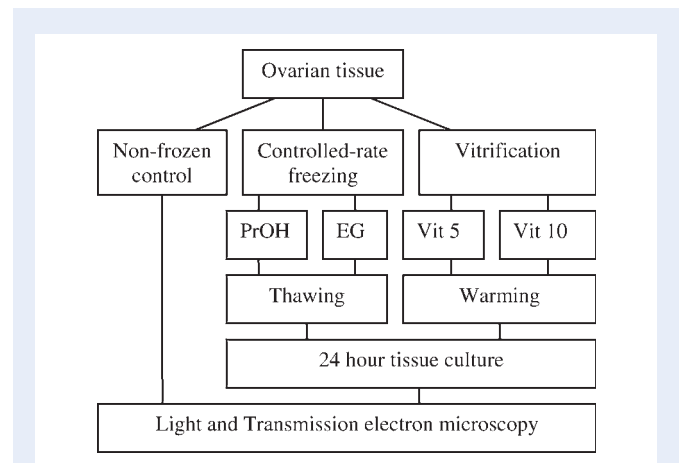 Ovarian tissue
Non-frozen
control
Controlled-rate
freezing
Vitrification
PrOH
EG
Vit 5
Vit 10
Thawing
Warming
24 hour tissue culture
Light and Transmission electron microscopy